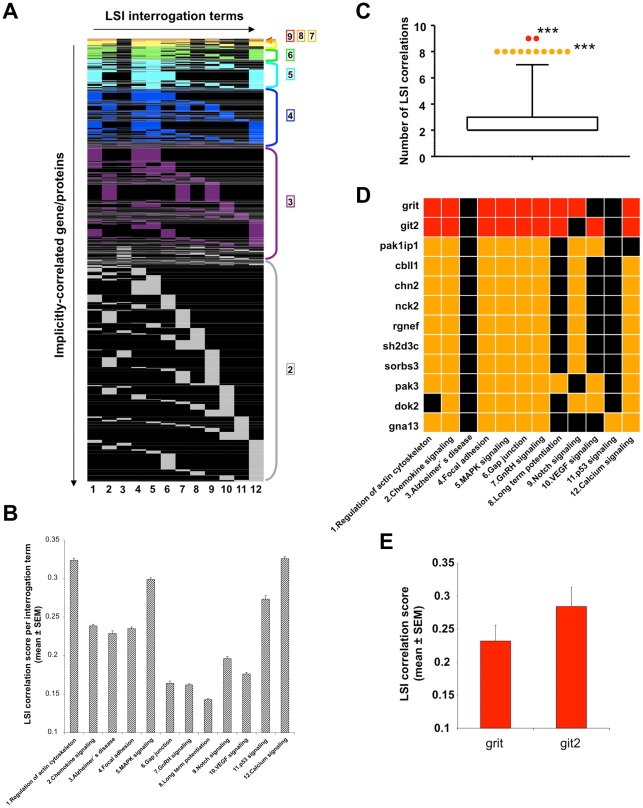 A
LSI interrogation terms
Implicitly-correlated gene/proteins
9 8 7
6
5
4
3
2
1 2 3 4 5 6 7 8 9 10 11 12
B
LSI correlation score per interrogation term
(mean ± SEM)
0.35
0.3
0.25
0.2
0.15
0.1
1.Regulation of actin cytoskeleton
2.Chemokine signaling
3.Alzheimer´s disease
4.Focal adhesion
5.MAPK signaling
6.Gap junction
7.GnRH signaling
8.Long term potentiation
9.Notch signaling
10.VEGF signaling
11.p53 signaling
12.Calcium signaling
C
Number of LSI correlations
10
8
6
4
2
0
***
***
D
grit
git2
pak1ip1
cbll1
chn2
nck2
rgnef
sh2d3c
sorbs3
pak3
dok2
gna13
1.Regulation of actin cytoskeleton
2.Chemokine signaling
3.Alzheimer´s disease
4.Focal adhesion
5.MAPK signaling
6.Gap junction
7.GnRH signaling
8.Long term potentiation
9.Notch signaling
10.VEGF signaling
11.p53 signaling
12.Calcium signaling
E
LSI correlation score
(mean ± SEM)
0.35
0.3
0.25
0.2
0.15
0.1
grit git2